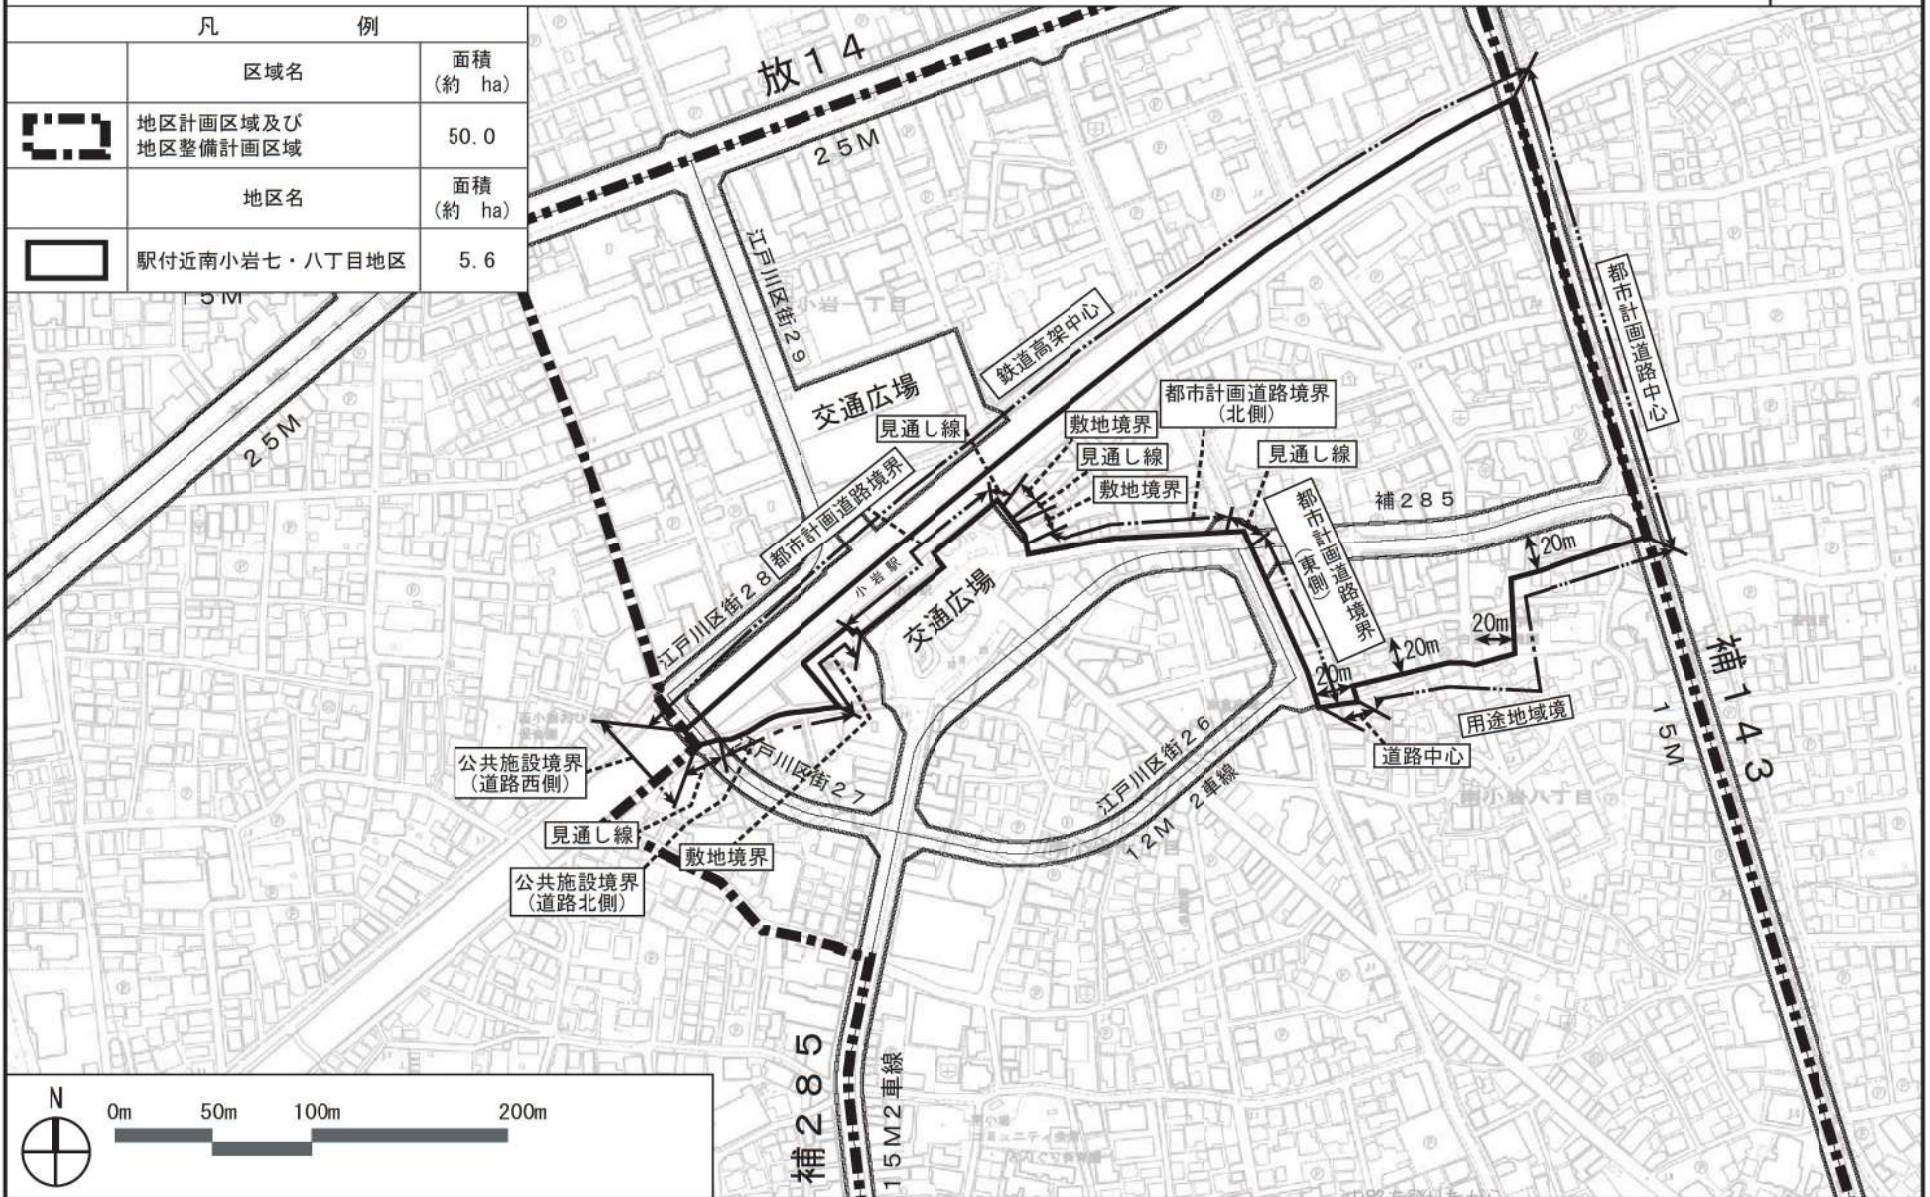 凡 例
区域名
面積
(約 ha)
地区計画区域及び
地区整備計画区域
50.0
地区名
面積
(約 ha)
駅付近南小岩七・八丁目地区
5.6
放14
25M
15M
25M
江戸川区街29
交通広場
鉄道高架中心
都市計画道路中心
見通し線
敷地境界
見通し線
敷地境界
都市計画道路境界
(北側)
見通し線
都市計画道路境界
江戸川区街28
小岩駅
交通広場
都市計画道路境界
(東側)
補285
20m
20m
20m
20m
用途地域境
道路中心
補143
15M
公共施設境界
(道路西側)
江戸川区街27
見通し線
敷地境界
公共施設境界
(道路北側)
江戸川区街26
12M 2車線
補285
15M2車線
N
0m 50m 100m 200m